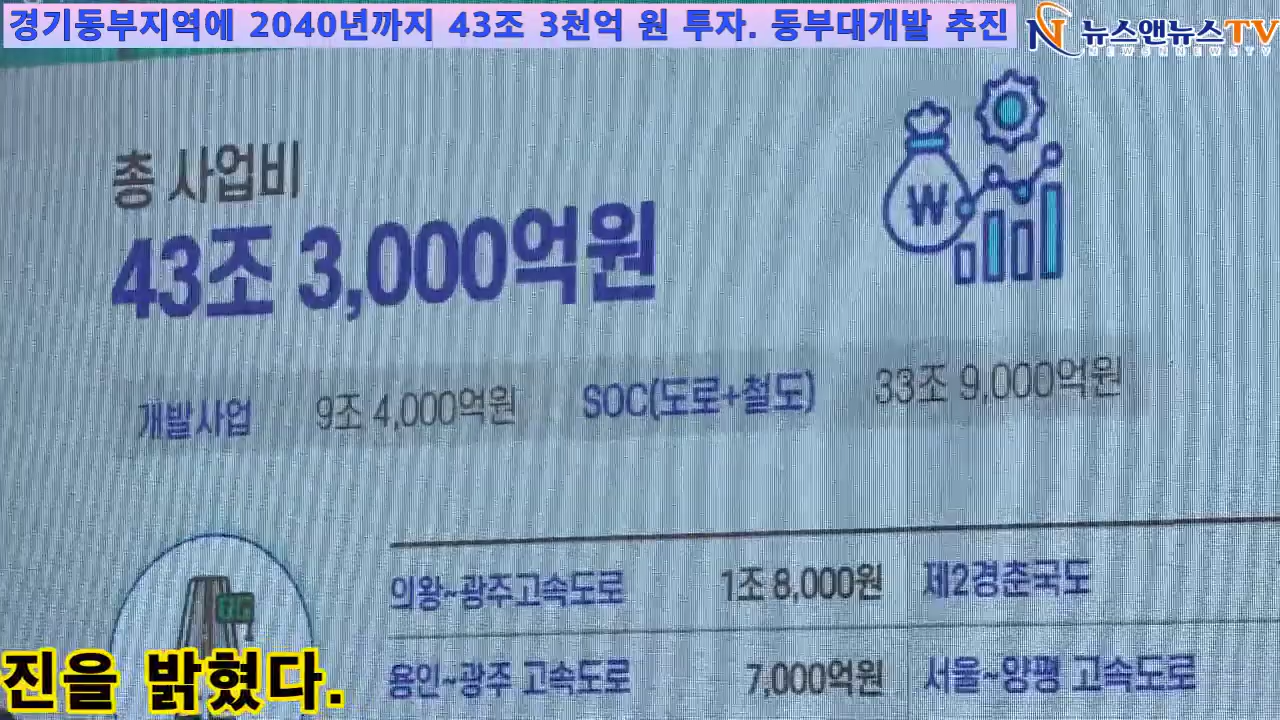 경기동부지역에 2040년까지 43조 3천억 원 투자. 동부대개발 추진
뉴스앤뉴스TV
NEWSNNEWSTV
총 사업비
43조 3,000억원
₩
개발사업 9조 4,000억원 SOC(도로+철도) 33조 9,000억원
의왕~광주고속도로 1조 8,000원 제2경춘국도
용인~광주 고속도로 7,000억원 서울~양평 고속도로
진을 밝혔다.